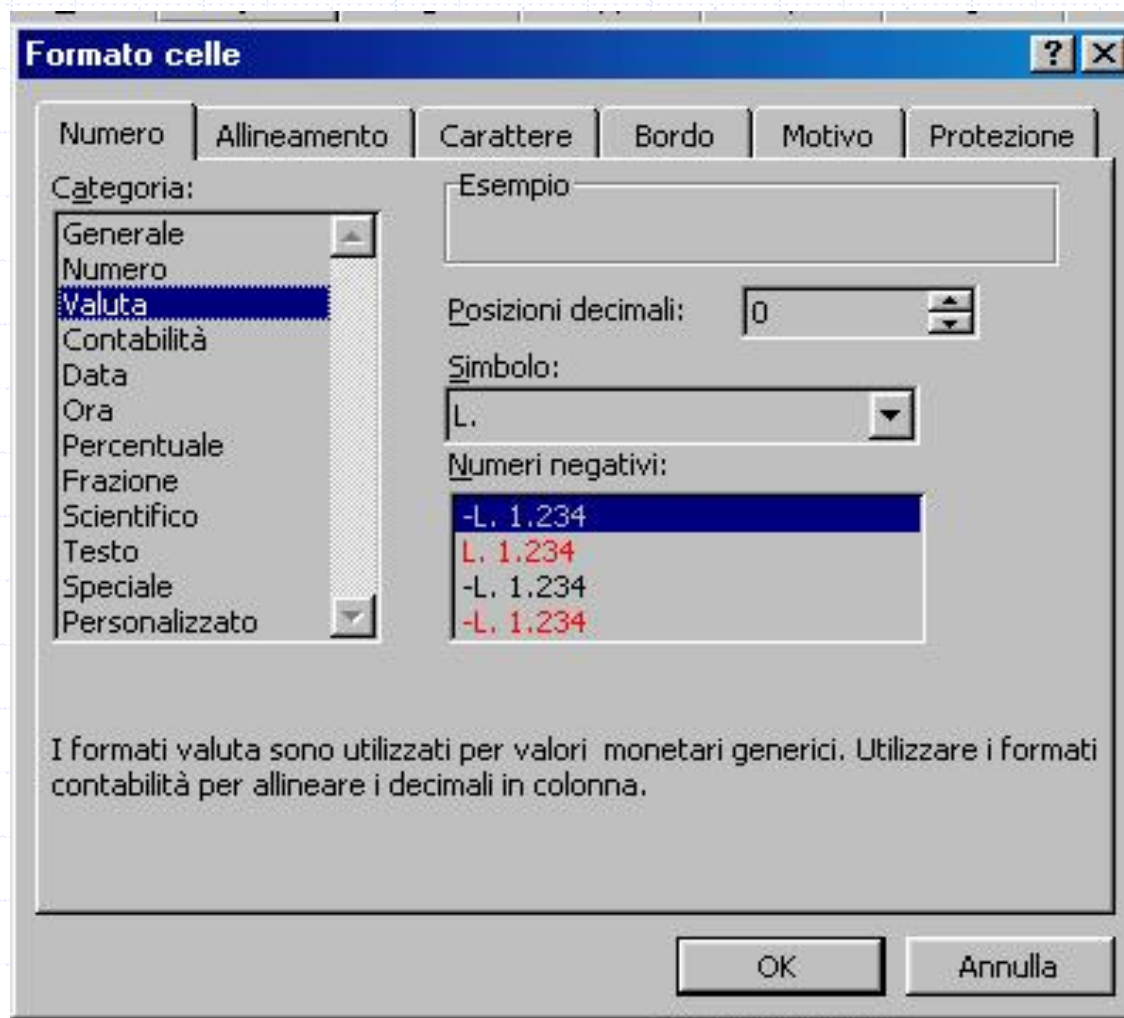 Formato celle
Numero Allineamento Carattere Bordo Motivo Protezione
Categoria:
Generale
Numero
Valuta
Contabilità
Data
Ora
Percentuale
Frazione
Scientifico
Testo
Speciale
Personalizzato
Esempio
Posizioni decimali: 0
Simbolo:
L.
Numeri negativi:
-L. 1.234
L. 1.234
-L. 1.234
-L. 1.234
I formati valuta sono utilizzati per valori monetari generici. Utilizzare i formati
contabilità per allineare i decimali in colonna.
OK Annulla